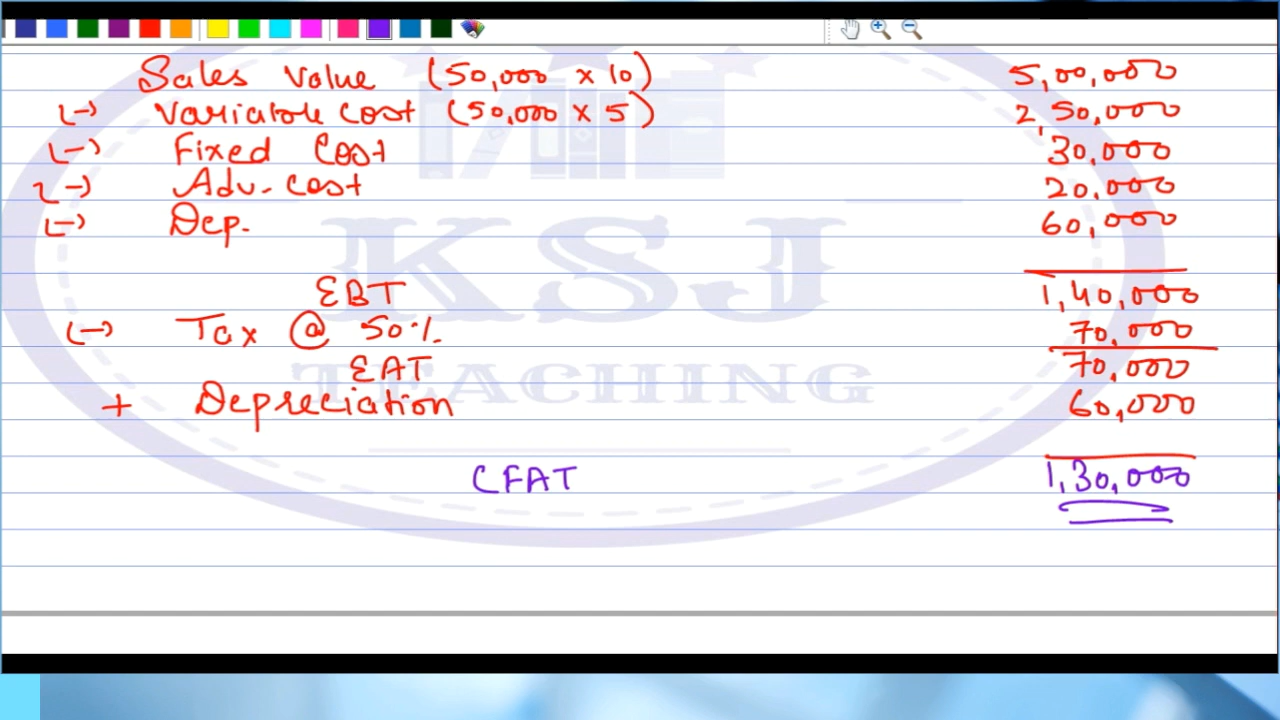 Sales Value (50,000 x 10) 5,00,000
(-) Variable cost (50,000 x 5) 2,50,000
(-) Fixed Cost 30,000
(-) Adv. cost 20,000
(-) Dep. 60,000
EBT 1,40,000
(-) Tax @ 50% 70,000
EAT 70,000
+ Depreciation 60,000
CFAT 1,30,000
KSJ
TEACHING